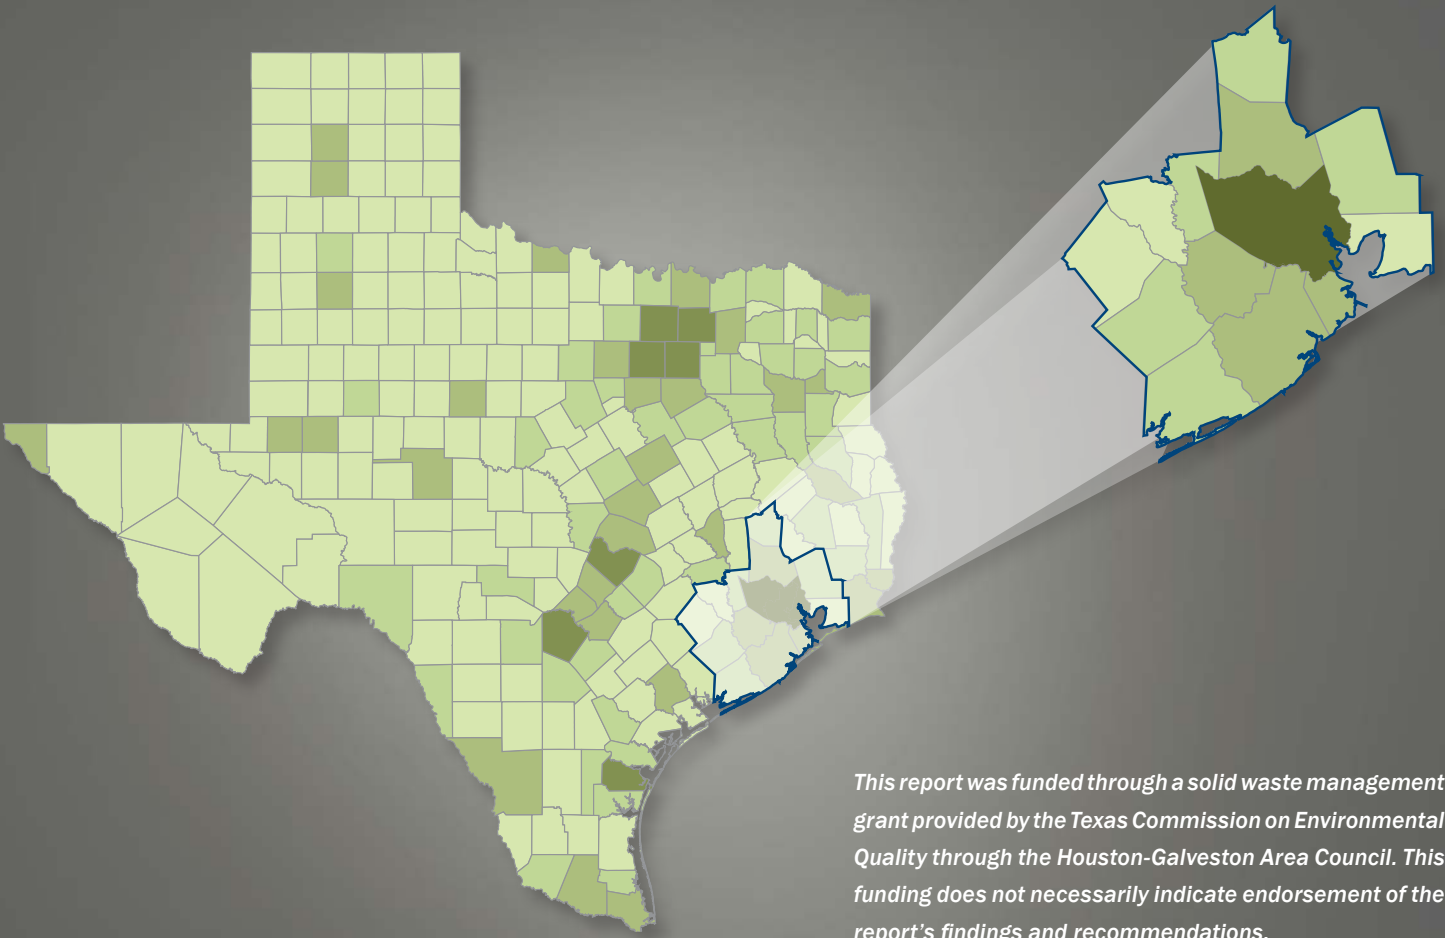 This report was funded through a solid waste management
grant provided by the Texas Commission on Environmental
Quality through the Houston-Galveston Area Council. This
funding does not necessarily indicate endorsement of the
report's findings and recommendations.